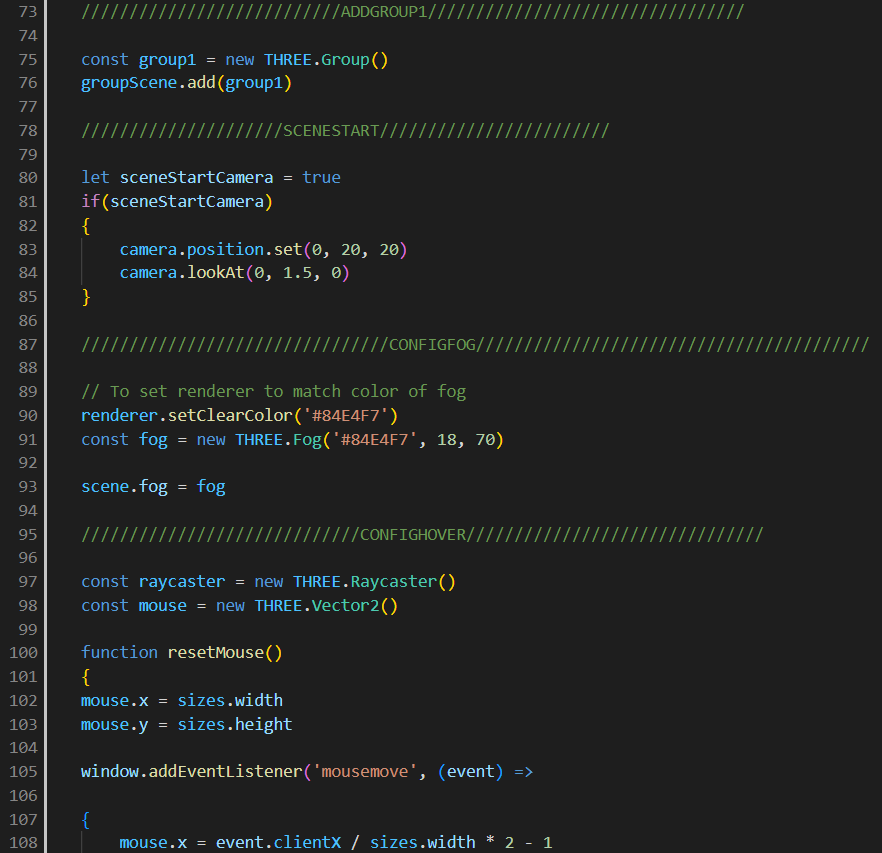 73 ///////////////////////////ADDGROUP1/////////////////////////////////
74
75 const group1 = new THREE.Group()
76 groupScene.add(group1)
77
78 /////////////////////SCENESTART////////////////////////
79
80 let sceneStartCamera = true
81 if(sceneStartCamera)
82 {
83 camera.position.set(0, 20, 20)
84 camera.lookAt(0, 1.5, 0)
85 }
86
87 ////////////////////////////////CONFIGFOG/////////////////////////////////////////
88
89 // To set renderer to match color of fog
90 renderer.setClearColor('#84E4F7')
91 const fog = new THREE.Fog('#84E4F7', 18, 70)
92
93 scene.fog = fog
94
95 /////////////////////////////CONFIGHOVER///////////////////////////////
96
97 const raycaster = new THREE.Raycaster()
98 const mouse = new THREE.Vector2()
99
100 function resetMouse()
101 {
102 mouse.x = sizes.width
103 mouse.y = sizes.height
104
105 window.addEventListener('mousemove', (event) =>
106
107 {
108 mouse.x = event.clientX / sizes.width * 2 - 1